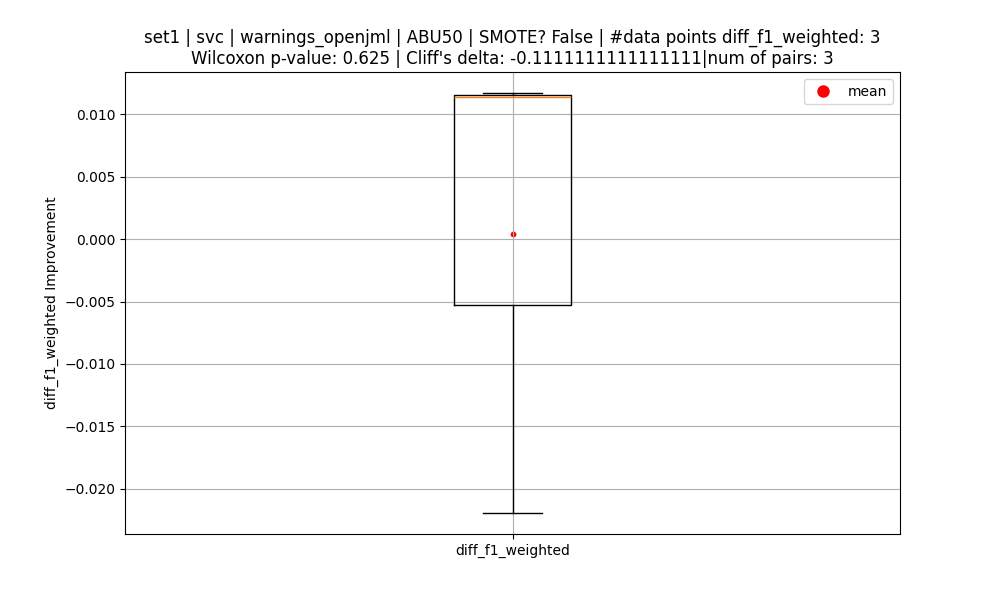 set1 | svc | warnings_openjml | ABU50 | SMOTE? False | #data points diff_f1_weighted: 3
Wilcoxon p-value: 0.625 | Cliff's delta: -0.1111111111111111|num of pairs: 3
mean
diff_f1_weighted Improvement
0.010
0.005
0.000
−0.005
−0.010
−0.015
−0.020
diff_f1_weighted